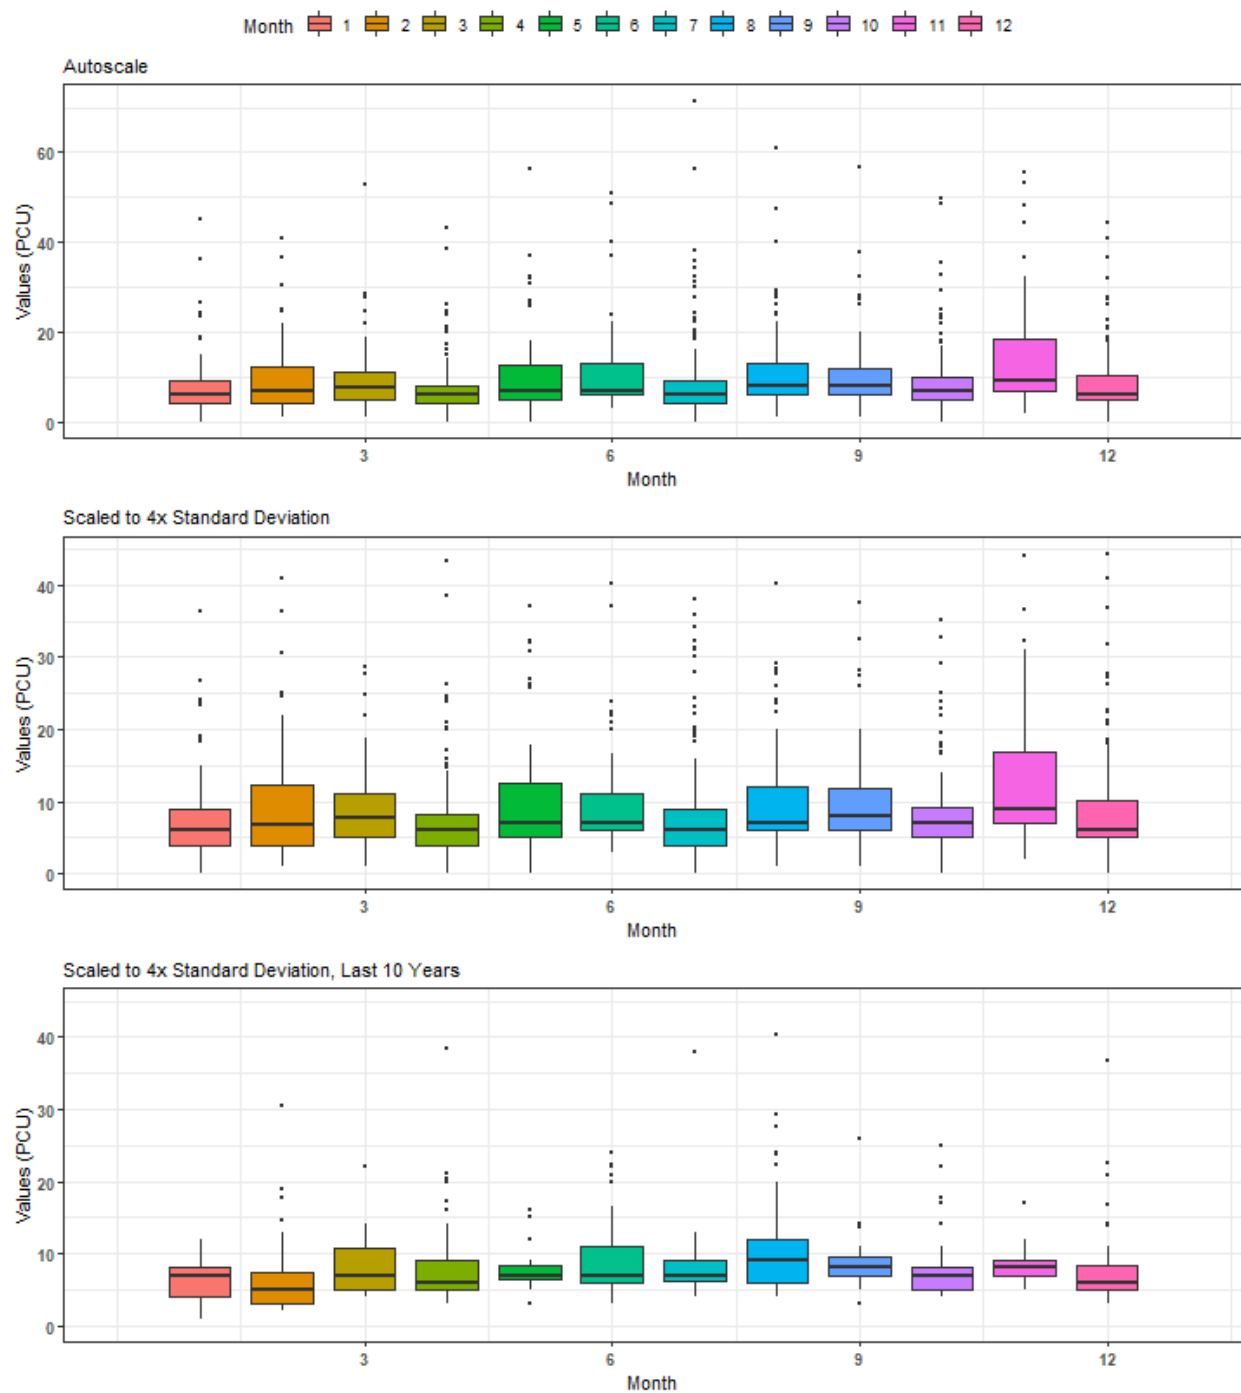 Month 1 2 3 4 5 6 7 8 9 10 11 12
Autoscale
Values (PCU)
60
40
20
0
3 6 9 12
Month
Scaled to 4x Standard Deviation
Values (PCU)
40
30
20
10
0
3 6 9 12
Month
Scaled to 4x Standard Deviation, Last 10 Years
Values (PCU)
40
30
20
10
0
3 6 9 12
Month